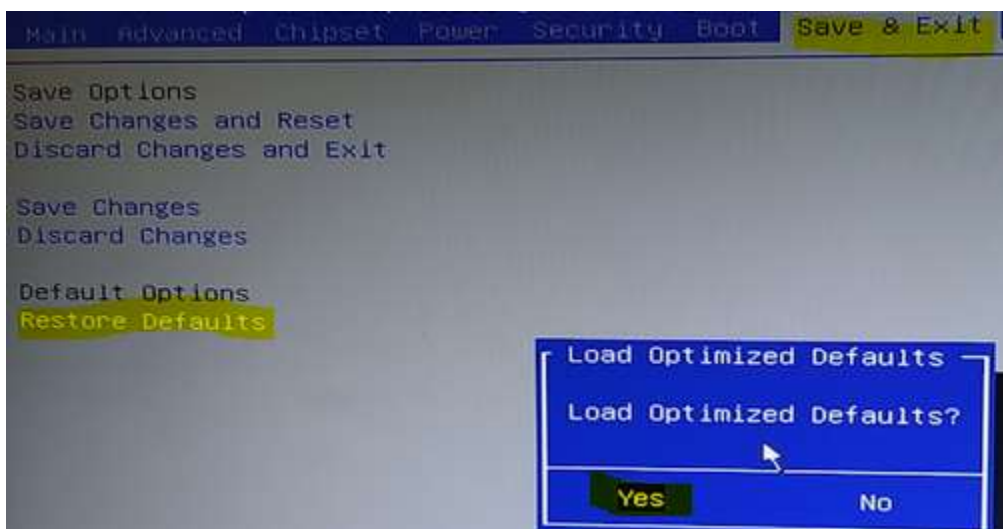 Main Advanced Chipset Power Security Boot Save & Exit
Save Options
Save Changes and Reset
Discard Changes and Exit
Save Changes
Discard Changes
Default Options
Restore Defaults
Load Optimized Defaults
Load Optimized Defaults?
Yes No